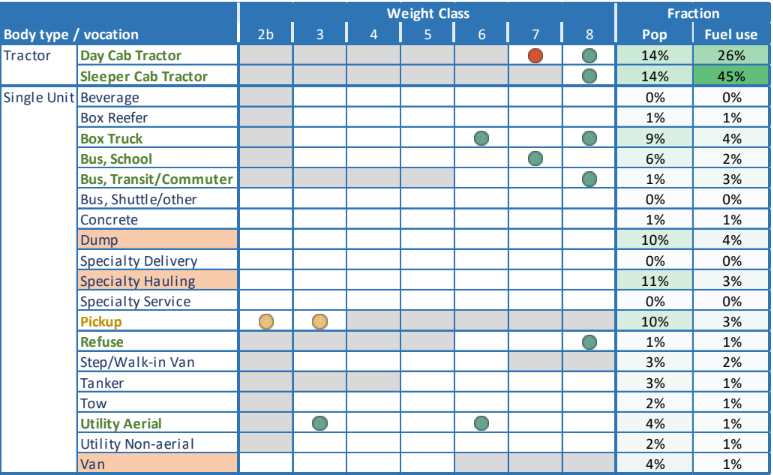 Weight Class Fraction
Body type / vocation 2b 3 4 5 6 7 8 Pop Fuel use
Tractor Day Cab Tractor 14% 26%
Sleeper Cab Tractor 14% 45%
Single Unit Beverage 0% 0%
Box Reefer 1% 1%
Box Truck 9% 4%
Bus, School 6% 2%
Bus, Transit/Commuter 1% 3%
Bus, Shuttle/other 0% 0%
Concrete 1% 1%
Dump 10% 4%
Specialty Delivery 0% 0%
Specialty Hauling 11% 3%
Specialty Service 0% 0%
Pickup 10% 3%
Refuse 1% 1%
Step/Walk-in Van 3% 2%
Tanker 3% 1%
Tow 2% 1%
Utility Aerial 4% 1%
Utility Non-aerial 2% 1%
Van 4% 1%